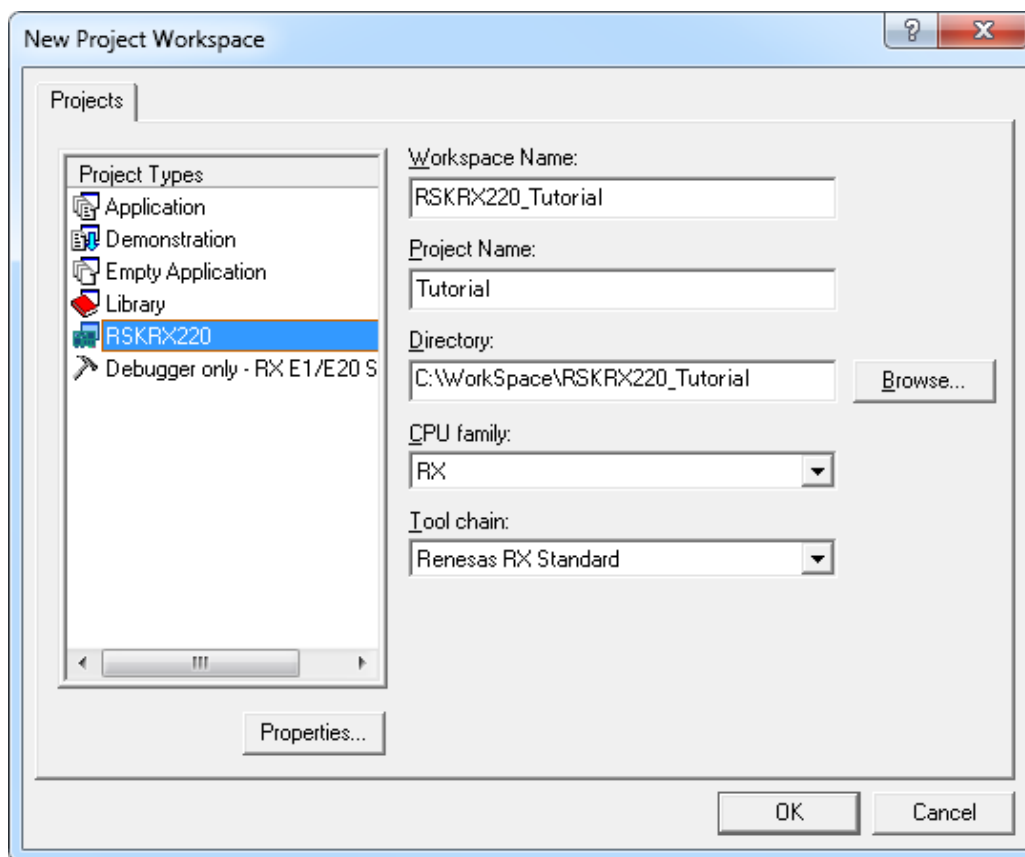 New Project Workspace
Projects
Project Types
Application
Demonstration
Empty Application
Library
RSKRX220
Debugger only - RX E1/E20 S
Properties...
Workspace Name:
RSKRX220_Tutorial
Project Name:
Tutorial
Directory:
C:\WorkSpace\RSKRX220_Tutorial
Browse...
CPU family:
RX
Tool chain:
Renesas RX Standard
OK
Cancel